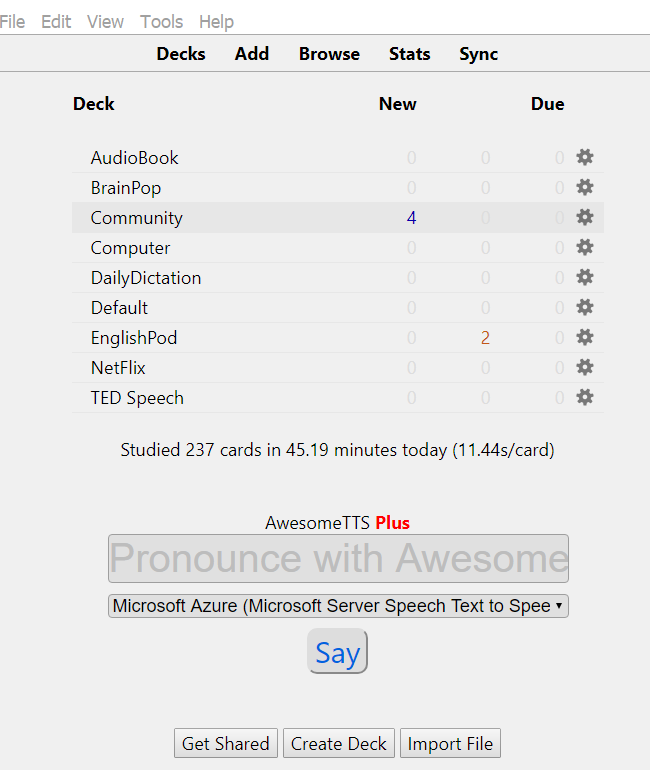 File Edit View Tools Help
Decks Add Browse Stats Sync
Deck New Due
AudioBook 0 0 0
BrainPop 0 0 0
Community 4 0 0
Computer 0 0 0
DailyDictation 0 0 0
Default 0 0 0
EnglishPod 0 2 0
NetFlix 0 0 0
TED Speech 0 0 0
Studied 237 cards in 45.19 minutes today (11.44s/card)
AwesomeTTS Plus
Pronounce with Awesome
Microsoft Azure (Microsoft Server Speech Text to Spee
Say
Get Shared Create Deck Import File